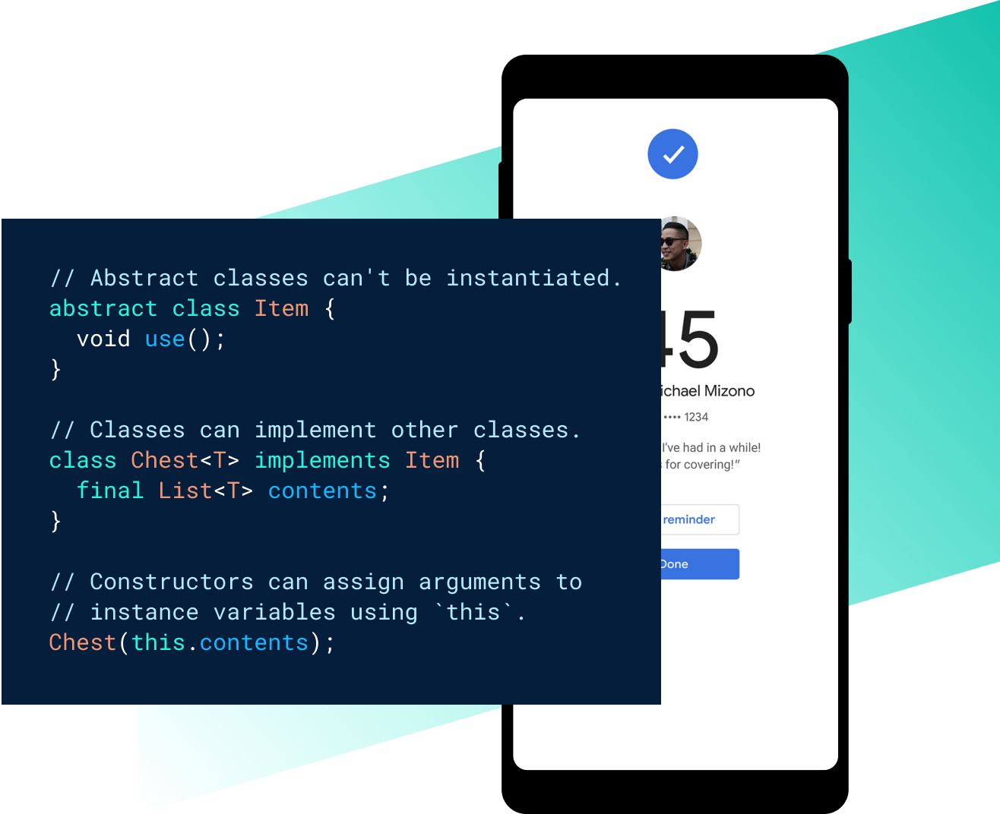 // Abstract classes can't be instantiated.
abstract class Item {
  void use();
}
// Classes can implement other classes.
class Chest<T> implements Item {
  final List<T> contents;
}
// Constructors can assign arguments to
// instance variables using `this`.
Chest(this.contents);
45
ichael Mizono
•••• 1234
I've had in a while!
s for covering!”
reminder
Done